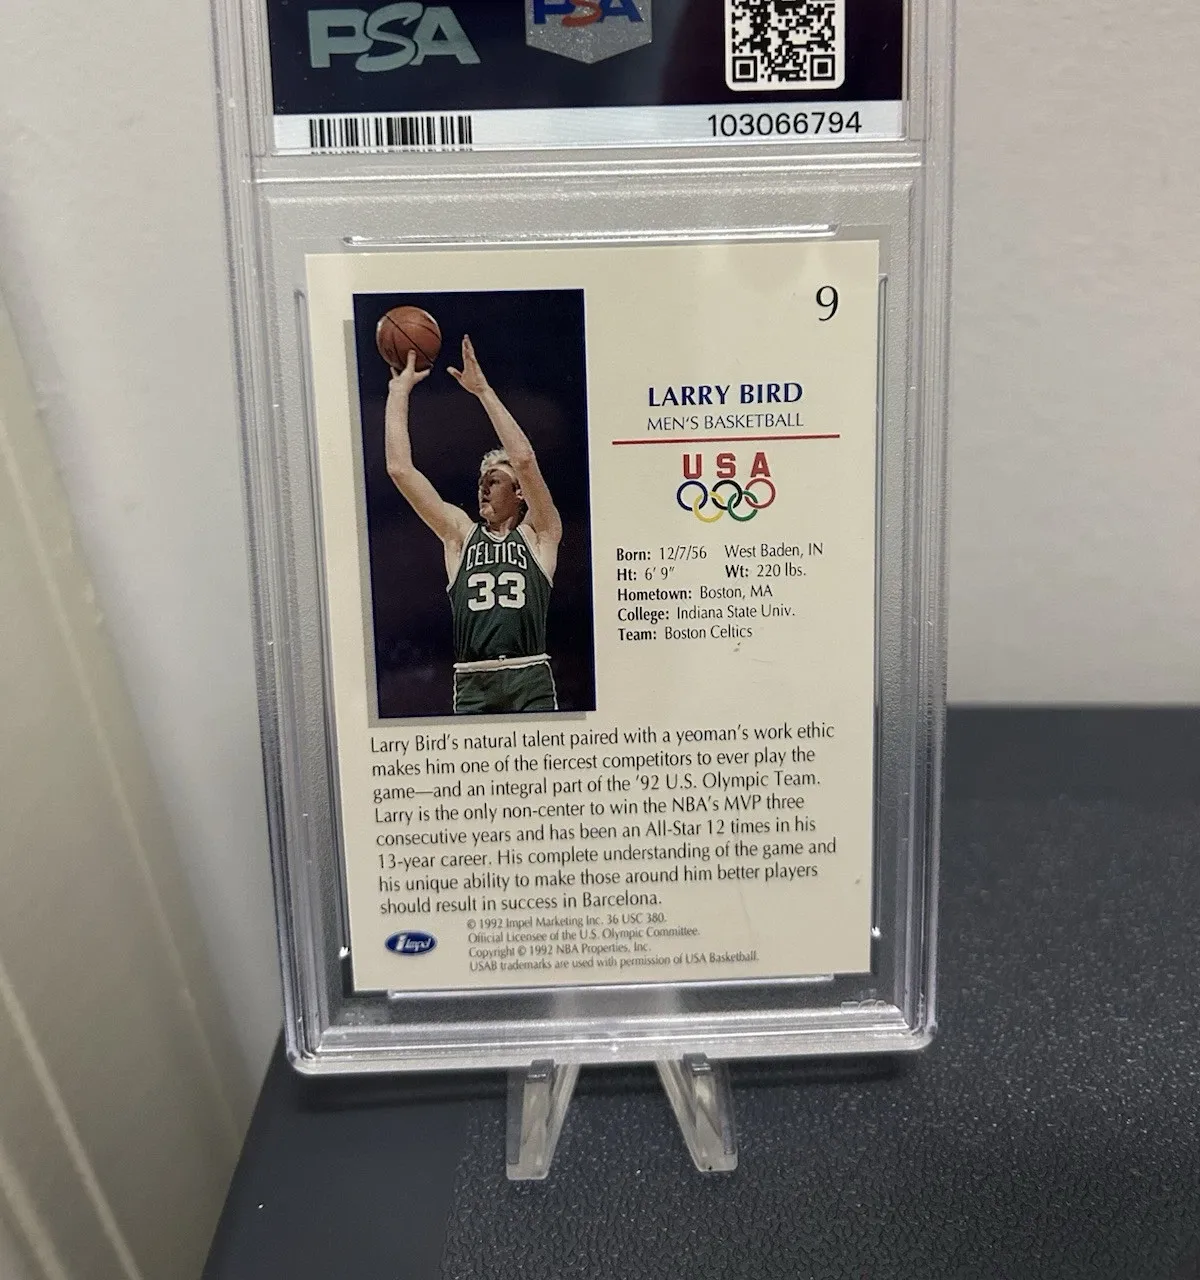 PSA
PSA
103066794
9
LARRY BIRD
MEN'S BASKETBALL
USA
CELTICS
33
Born: 12/7/56 West Baden, IN
Ht: 6' 9" Wt: 220 lbs.
Hometown: Boston, MA
College: Indiana State Univ.
Team: Boston Celtics
Larry Bird's natural talent paired with a yeoman's work ethic
makes him one of the fiercest competitors to ever play the
game—and an integral part of the '92 U.S. Olympic Team.
Larry is the only non-center to win the NBA's MVP three
consecutive years and has been an All-Star 12 times in his
13-year career. His complete understanding of the game and
his unique ability to make those around him better players
should result in success in Barcelona.
Impel
© 1992 Impel Marketing Inc. 36 USC 380.
Official Licensee of the U.S. Olympic Committee.
Copyright © 1992 NBA Properties, Inc.
USAB trademarks are used with permission of USA Basketball.